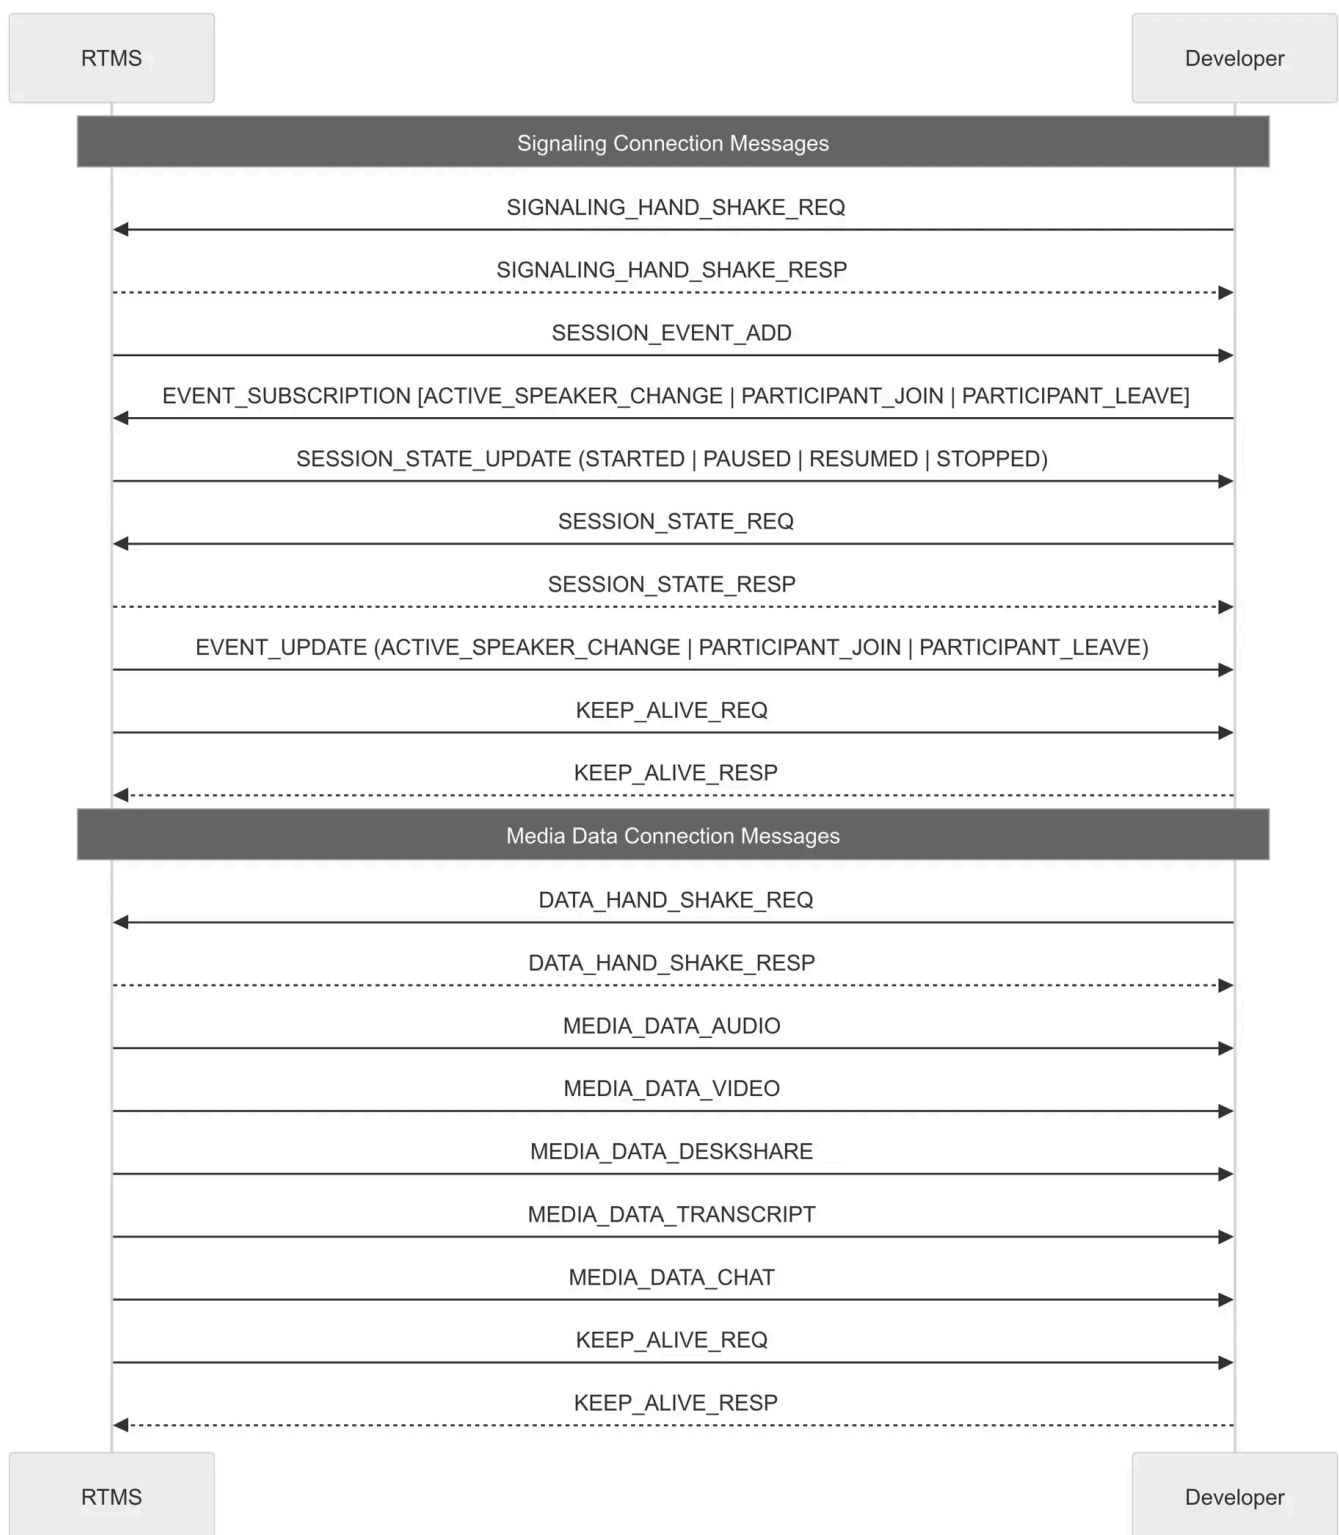 RTMS
Developer
Signaling Connection Messages
SIGNALING_HAND_SHAKE_REQ
SIGNALING_HAND_SHAKE_RESP
SESSION_EVENT_ADD
EVENT_SUBSCRIPTION [ACTIVE_SPEAKER_CHANGE | PARTICIPANT_JOIN | PARTICIPANT_LEAVE]
SESSION_STATE_UPDATE (STARTED | PAUSED | RESUMED | STOPPED)
SESSION_STATE_REQ
SESSION_STATE_RESP
EVENT_UPDATE (ACTIVE_SPEAKER_CHANGE | PARTICIPANT_JOIN | PARTICIPANT_LEAVE)
KEEP_ALIVE_REQ
KEEP_ALIVE_RESP
Media Data Connection Messages
DATA_HAND_SHAKE_REQ
DATA_HAND_SHAKE_RESP
MEDIA_DATA_AUDIO
MEDIA_DATA_VIDEO
MEDIA_DATA_DESKSHARE
MEDIA_DATA_TRANSCRIPT
MEDIA_DATA_CHAT
KEEP_ALIVE_REQ
KEEP_ALIVE_RESP
RTMS
Developer